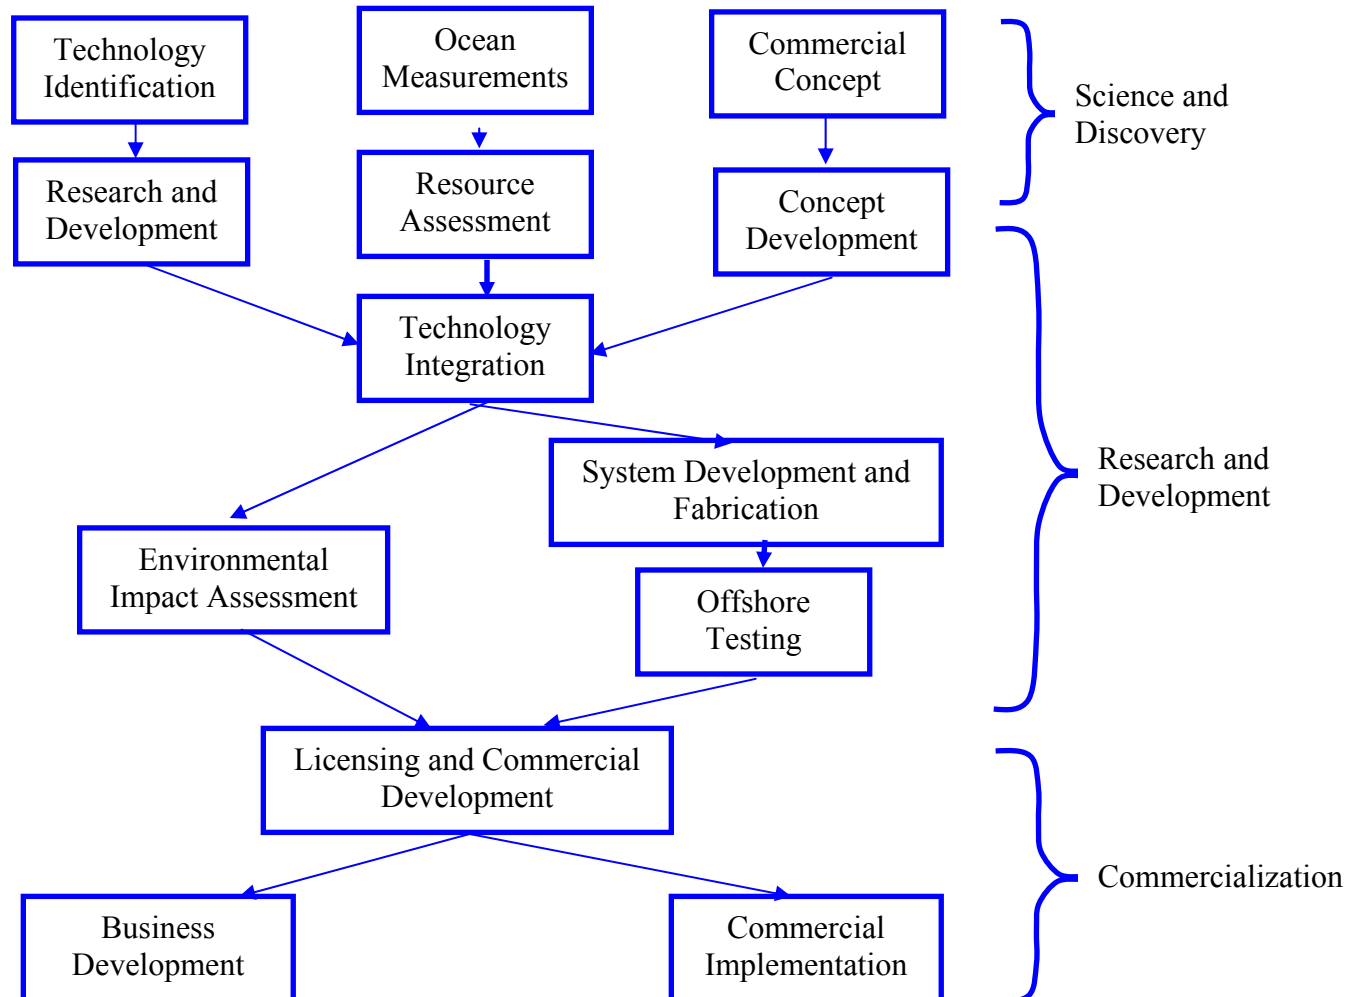 Technology
Identification
Ocean
Measurements
Commercial
Concept
Science and
Discovery
Research and
Development
Resource
Assessment
Concept
Development
Technology
Integration
System Development and
Fabrication
Research and
Development
Environmental
Impact Assessment
Offshore
Testing
Licensing and Commercial
Development
Commercialization
Business
Development
Commercial
Implementation